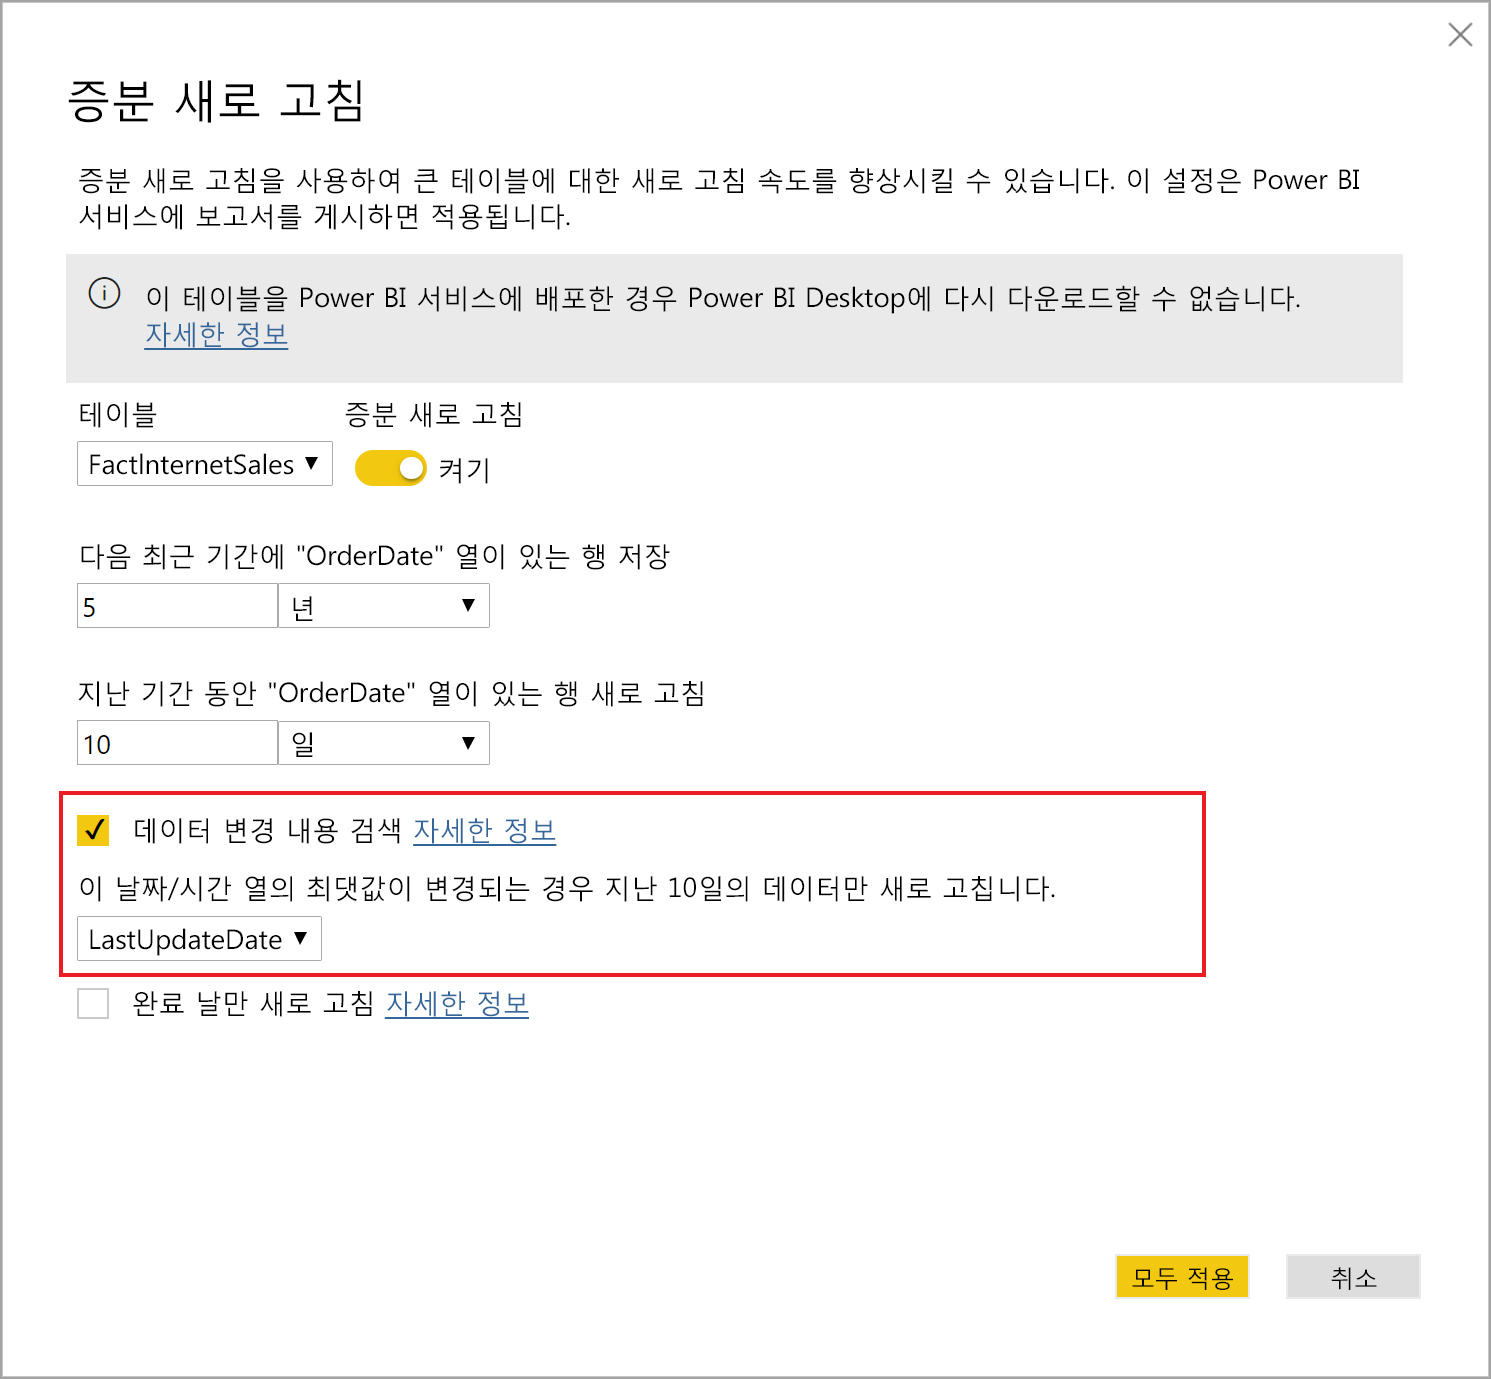 증분 새로 고침
증분 새로 고침을 사용하여 큰 테이블에 대한 새로 고침 속도를 향상시킬 수 있습니다. 이 설정은 Power BI
서비스에 보고서를 게시하면 적용됩니다.
이 테이블을 Power BI 서비스에 배포한 경우 Power BI Desktop에 다시 다운로드할 수 없습니다.
자세한 정보
테이블 증분 새로 고침
FactInternetSales 켜기
다음 최근 기간에 "OrderDate" 열이 있는 행 저장
5 년
지난 기간 동안 "OrderDate" 열이 있는 행 새로 고침
10 일
데이터 변경 내용 검색 자세한 정보
이 날짜/시간 열의 최댓값이 변경되는 경우 지난 10일의 데이터만 새로 고칩니다.
LastUpdateDate
완료 날만 새로 고침 자세한 정보
모두 적용 취소